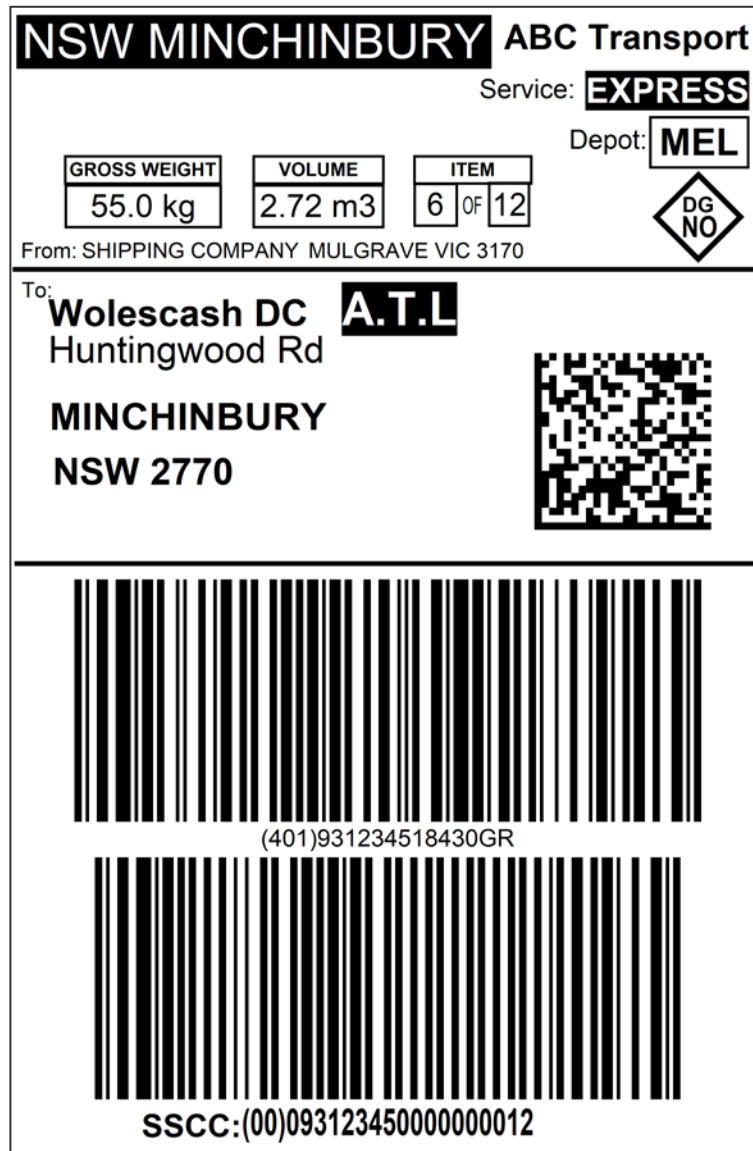 NSW MINCHINBURY ABC Transport
Service: EXPRESS
Depot: MEL
GROSS WEIGHT VOLUME ITEM
55.0 kg 2.72 m3 6 OF 12
DG
NO
From: SHIPPING COMPANY MULGRAVE VIC 3170
To:
Wolescash DC A.T.L
Huntingwood Rd
MINCHINBURY
NSW 2770
(401)931234518430GR
SSCC:(00)093123450000000012